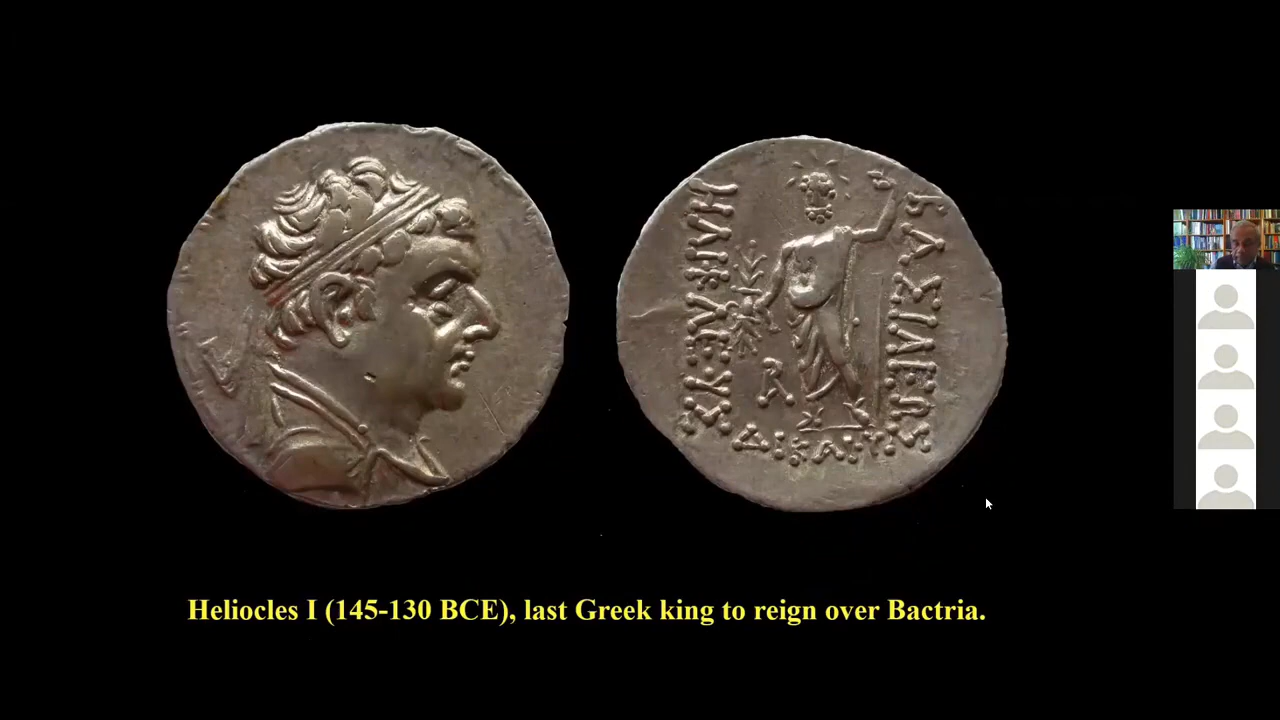 ΒΑΣΙΛΕΩΣ
ΗΛΙΟΚΛΕΟΥΣ
ΔΙΚΑΙΟΥ
Heliocles I (145-130 BCE), last Greek king to reign over Bactria.